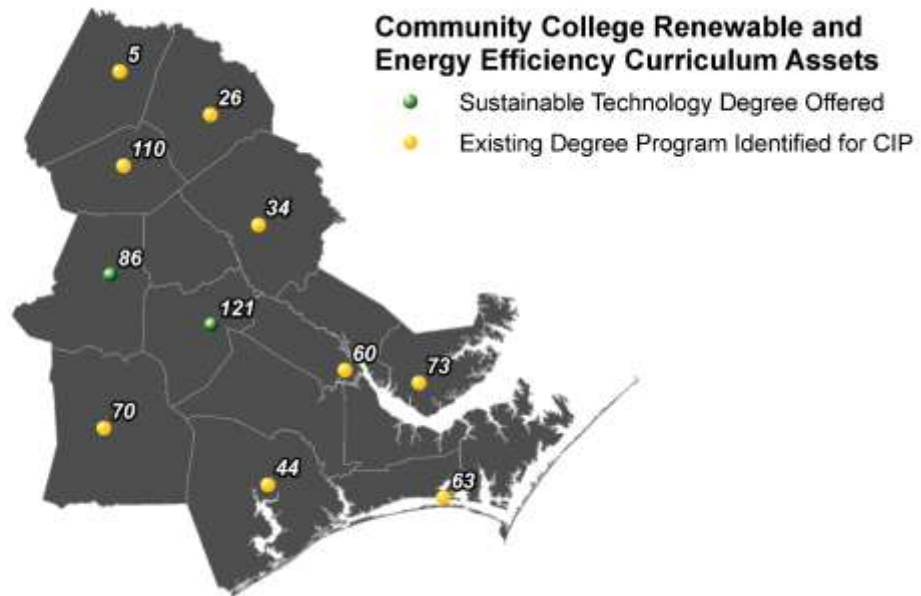 Community College Renewable and
Energy Efficiency Curriculum Assets
Sustainable Technology Degree Offered
Existing Degree Program Identified for CIP
5
26
110
34
86
121
60
73
70
44
63